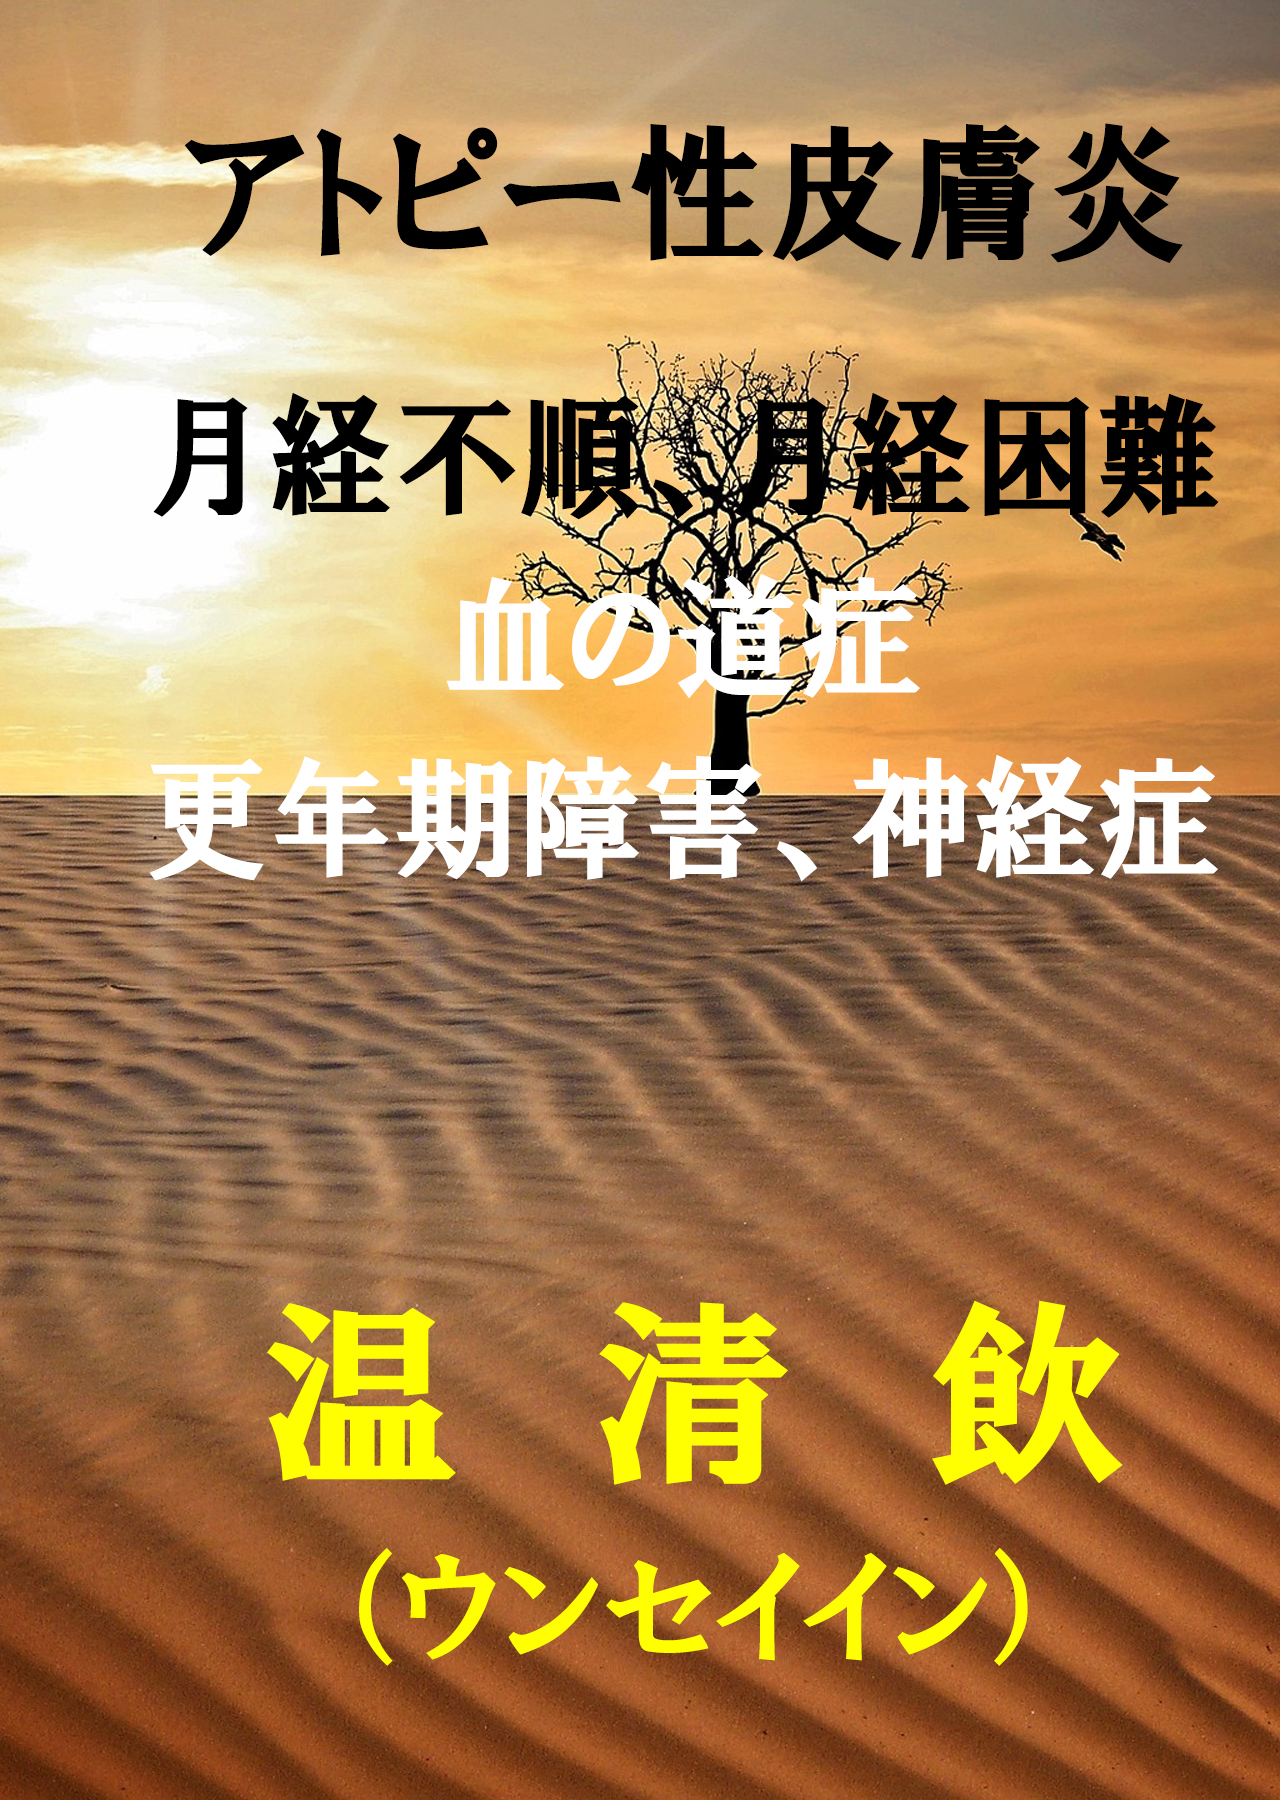 アトピー性皮膚炎
月経不順、月経困難
血の道症
更年期障害、神経症
温清飲
（ウンセイイン）